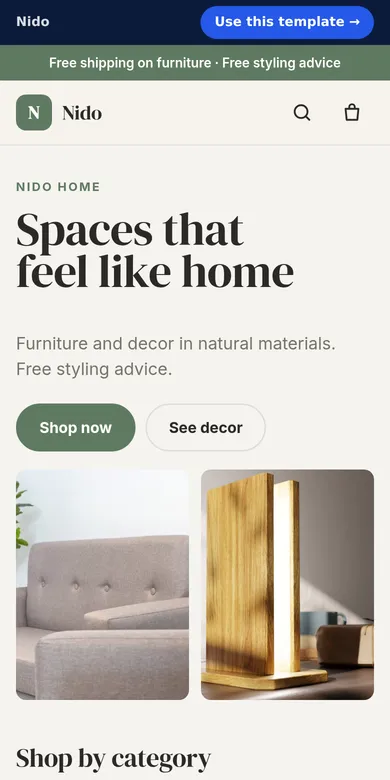 Nido
Use this template →
Free shipping on furniture · Free styling advice
N
Nido
NIDO HOME
Spaces that
feel like home
Furniture and decor in natural materials.
Free styling advice.
Shop now
See decor
Shop by category